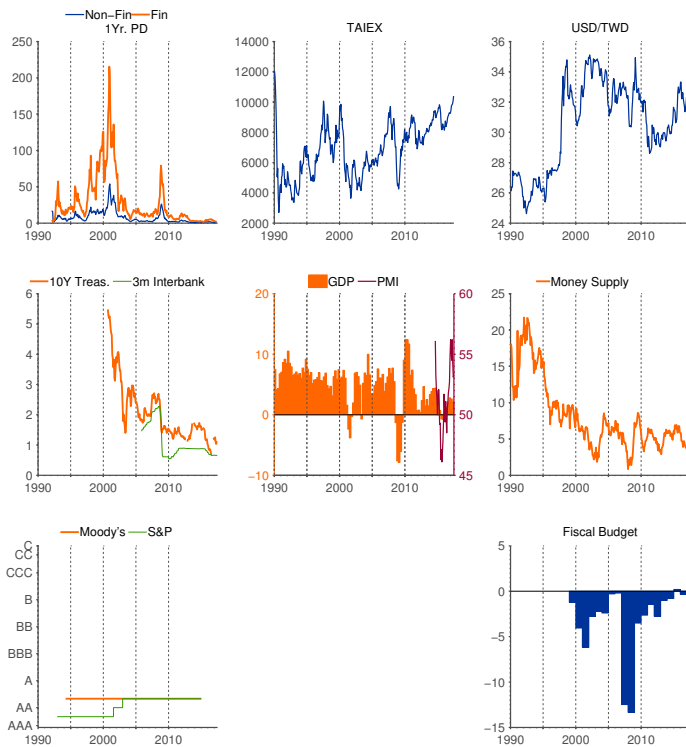 Non−Fin Fin
1Yr. PD
TAIEX
USD/TWD
250
200
150
100
50
0
1990 2000 2010
14000
12000
10000
8000
6000
4000
2000
1990 2000 2010
36
34
32
30
28
26
24
1990 2000 2010
10Y Treas. 3m Interbank
GDP PMI
Money Supply
6
5
4
3
2
1
0
1990 2000 2010
20
10
0
−10
1990 2000 2010
60
55
50
45
25
20
15
10
5
0
1990 2000 2010
Moody's S&P
Fiscal Budget
C
CC
CCC
B
BB
BBB
A
AA
AAA
1990 2000 2010
5
0
−5
−10
−15
1990 2000 2010